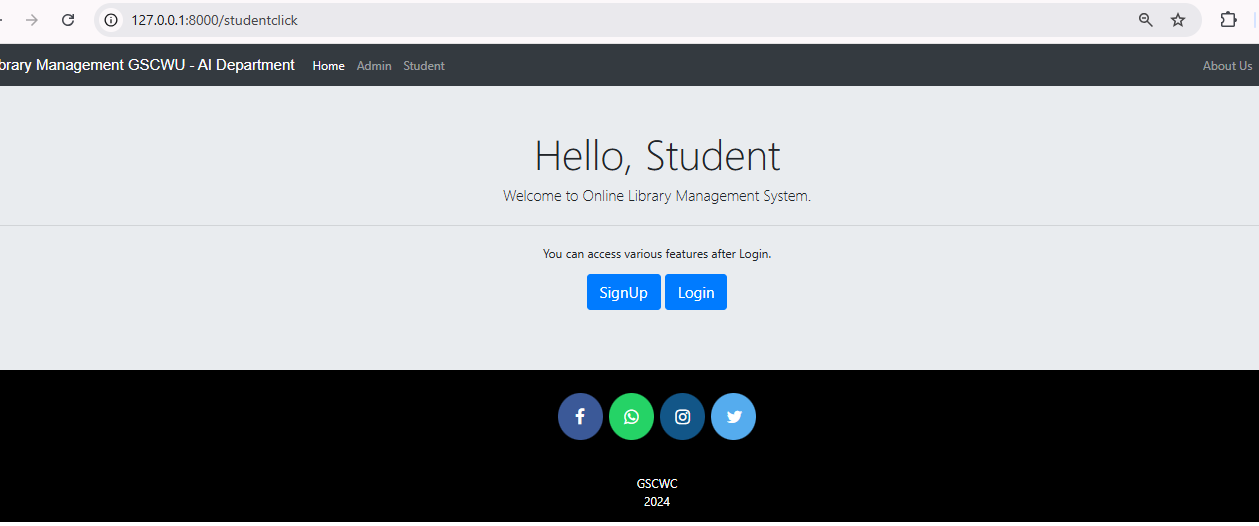 127.0.0.1:8000/studentclick
brary Management GSCWU - AI Department Home Admin Student About Us
Hello, Student
Welcome to Online Library Management System.
You can access various features after Login.
SignUp Login
GSCWC
2024